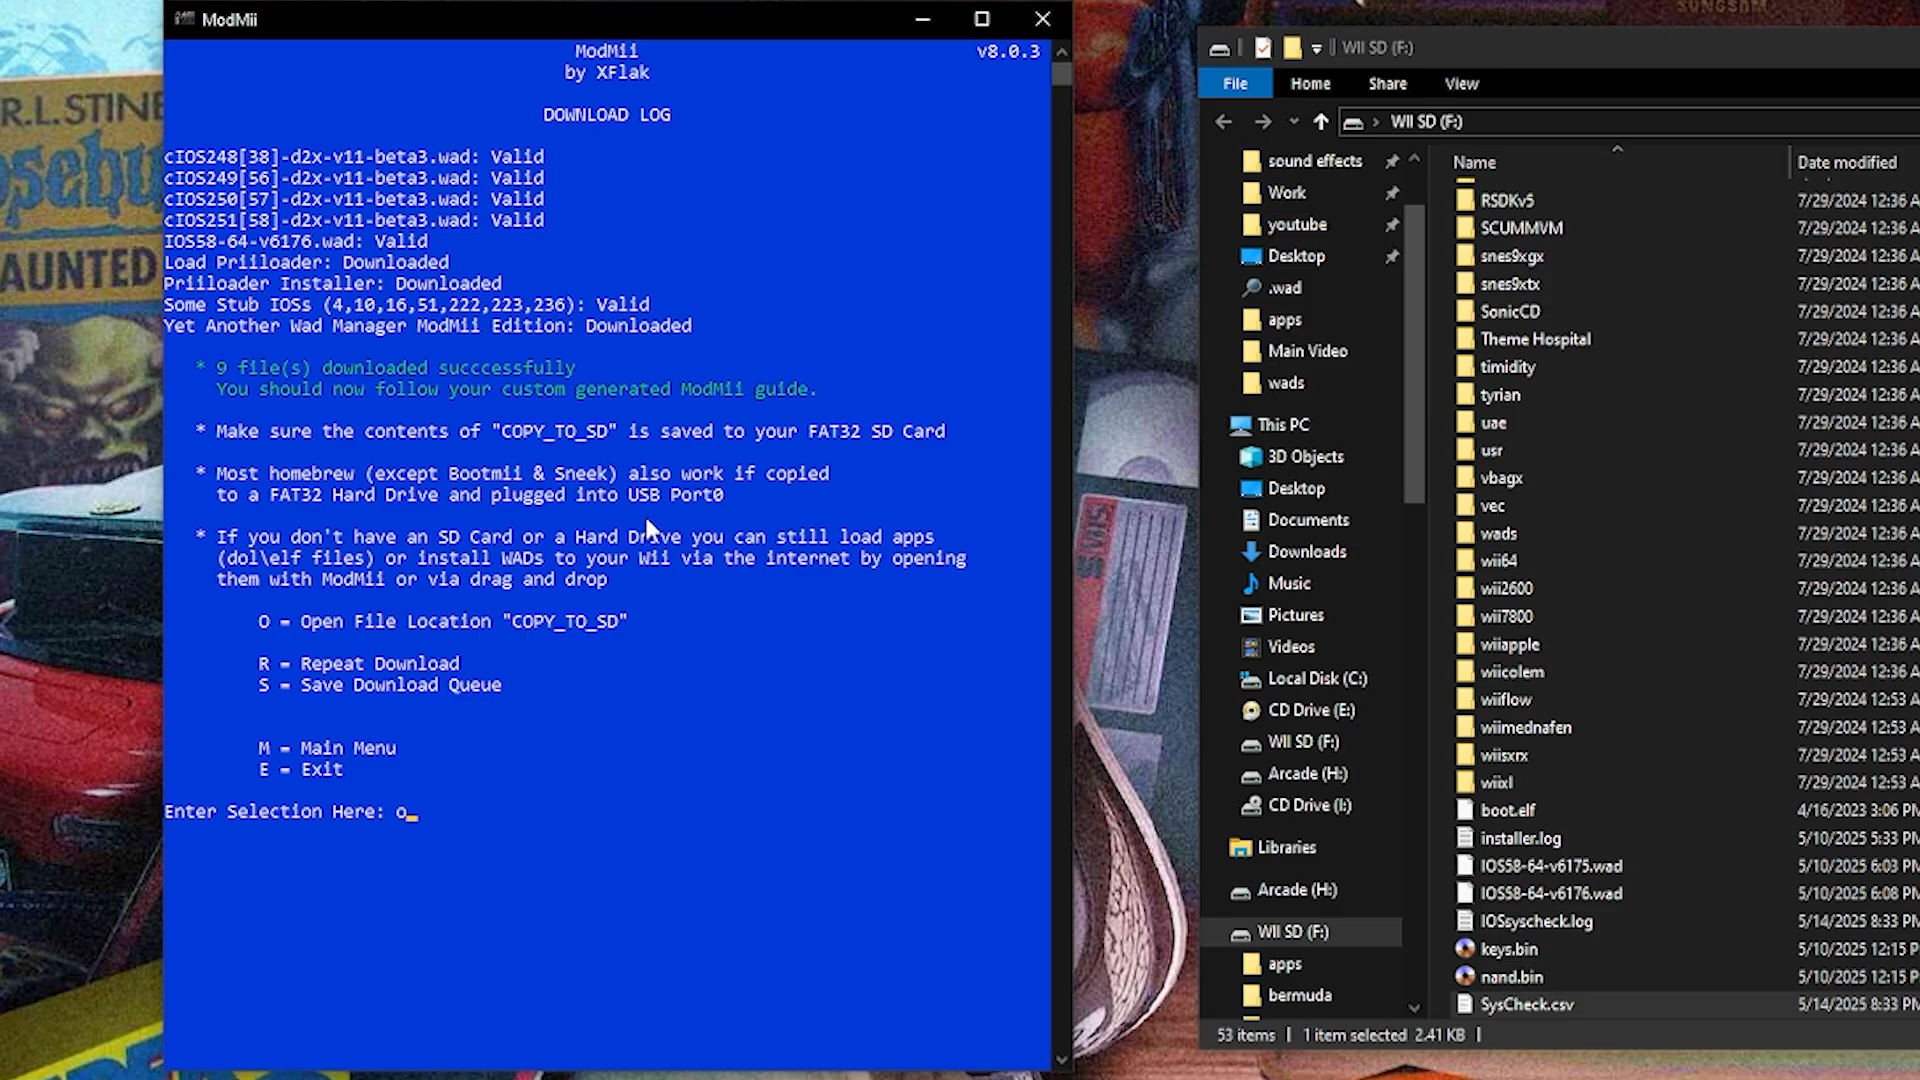 ModMii
ModMii
v8.0.3
by XFlak
DOWNLOAD LOG
cIOS248[38]-d2x-v11-beta3.wad: Valid
cIOS249[56]-d2x-v11-beta3.wad: Valid
cIOS250[57]-d2x-v11-beta3.wad: Valid
cIOS251[58]-d2x-v11-beta3.wad: Valid
IOS58-64-v6176.wad: Valid
Load Priiloader: Downloaded
Priiloader Installer: Downloaded
Some Stub IOSs (4,10,16,51,222,223,236): Valid
Yet Another Wad Manager ModMii Edition: Downloaded
* 9 file(s) downloaded succcessfully
You should now follow your custom generated ModMii guide.
* Make sure the contents of "COPY_TO_SD" is saved to your FAT32 SD Card
* Most homebrew (except Bootmii & Sneek) also work if copied
to a FAT32 Hard Drive and plugged into USB Port0
* If you don't have an SD Card or a Hard Drive you can still load apps
(dol\elf files) or install WADs to your Wii via the internet by opening
them with ModMii or via drag and drop
O = Open File Location "COPY_TO_SD"
R = Repeat Download
S = Save Download Queue
M = Main Menu
E = Exit
Enter Selection Here: o_
R.L.STINE
AUNTED
WII SD (F:)
File Home Share View
WII SD (F:)
sound effects
Work
youtube
Desktop
.wad
apps
Main Video
wads
This PC
3D Objects
Desktop
Documents
Downloads
Music
Pictures
Videos
Local Disk (C:)
CD Drive (E:)
WII SD (F:)
Arcade (H:)
CD Drive (I:)
Libraries
Arcade (H:)
WII SD (F:)
apps
bermuda
Name Date modified
RSDKv5 7/29/2024 12:36 A
SCUMMVM 7/29/2024 12:36 A
snes9xgx 7/29/2024 12:36 A
snes9xtx 7/29/2024 12:36 A
SonicCD 7/29/2024 12:36 A
Theme Hospital 7/29/2024 12:36 A
timidity 7/29/2024 12:36 A
tyrian 7/29/2024 12:36 A
uae 7/29/2024 12:36 A
usr 7/29/2024 12:36 A
vbagx 7/29/2024 12:36 A
vec 7/29/2024 12:36 A
wads 7/29/2024 12:36 A
wii64 7/29/2024 12:36 A
wii2600 7/29/2024 12:36 A
wii7800 7/29/2024 12:36 A
wiiapple 7/29/2024 12:36 A
wiicolem 7/29/2024 12:36 A
wiiflow 7/29/2024 12:53 A
wiimednafen 7/29/2024 12:53 A
wiisxrx 7/29/2024 12:53 A
wiixl 7/29/2024 12:53 A
boot.elf 4/16/2023 3:06 PM
installer.log 5/10/2025 5:33 PM
IOS58-64-v6175.wad 5/10/2025 6:03 PM
IOS58-64-v6176.wad 5/10/2025 6:08 PM
IOSsyscheck.log 5/14/2025 8:33 PM
keys.bin 5/10/2025 12:15 P
nand.bin 5/10/2025 12:15 P
SysCheck.csv 5/14/2025 8:33 PM
53 items 1 item selected 2.41 KB